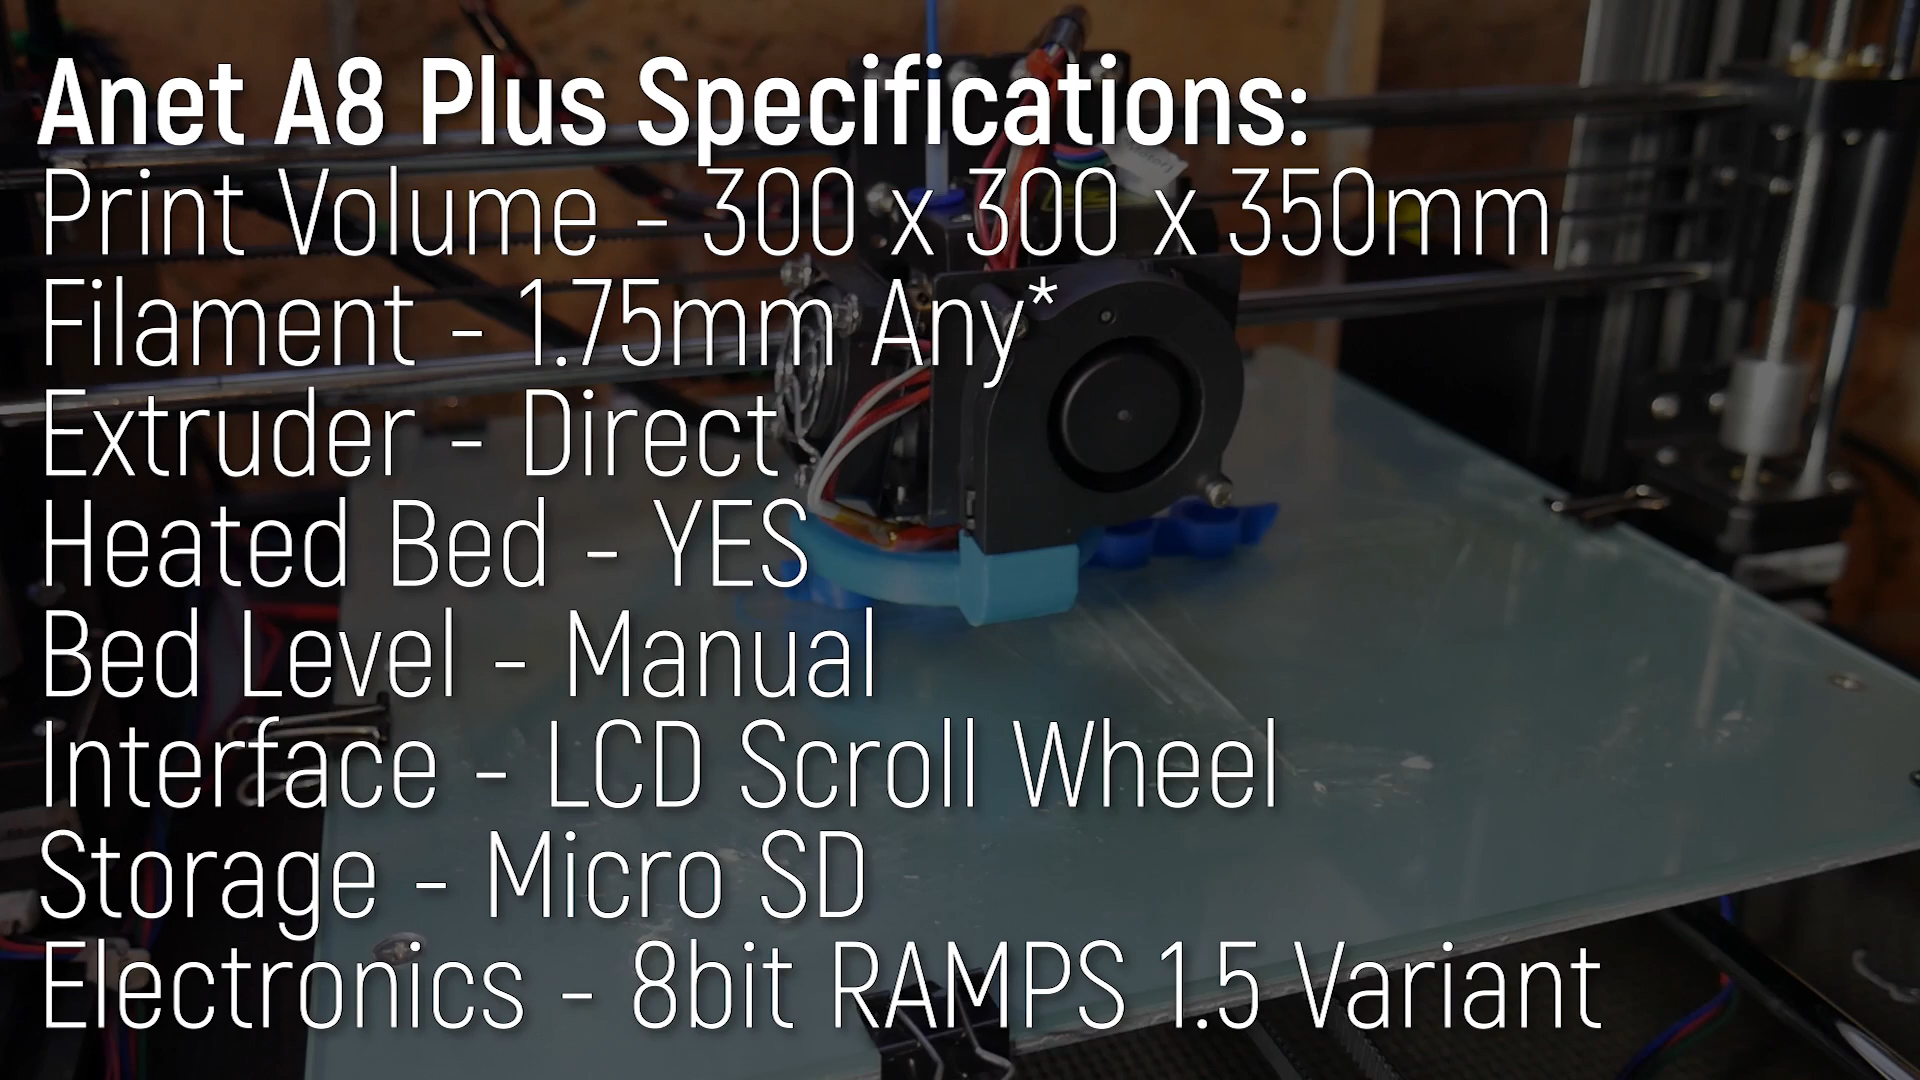 Anet A8 Plus Specifications:
Print Volume - 300 x 300 x 350mm
Filament - 1.75mm Any*
Extruder - Direct
Heated Bed - YES
Bed Level - Manual
Interface - LCD Scroll Wheel
Storage - Micro SD
Electronics - 8bit RAMPS 1.5 Variant